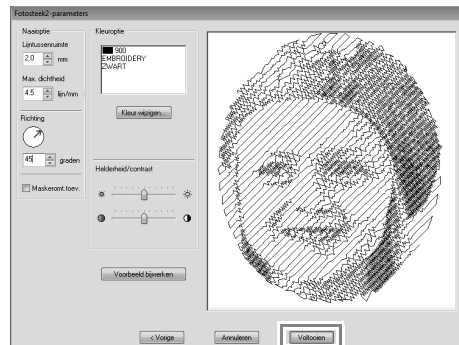 Fotosteek2-parameters
Naaioptie
Lijntussenruimte
2.0 mm
Max. dichtheid
4.5 lijn/mm
Richting
45 graden
Maskeromt.toev.
Kleuroptie
900
EMBROIDERY
ZWART
Kleur wijzigen...
Helderheid/contrast
Voorbeeld bijwerken
< Vorige
Annuleren
Voltooien